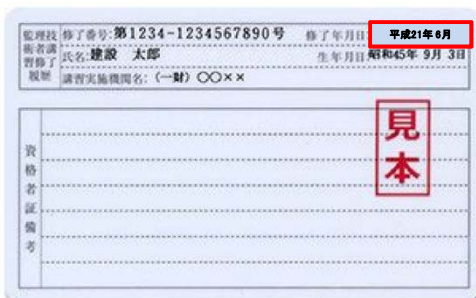 監理技術者講習修了履歴
修了番号:第1234-1234567890号 修了年月日 平成21年6月
氏名:建設 太郎 生年月日 昭和45年 9月 3日
講習実施機関名: (一財) 〇〇××
見本
資格者証備考